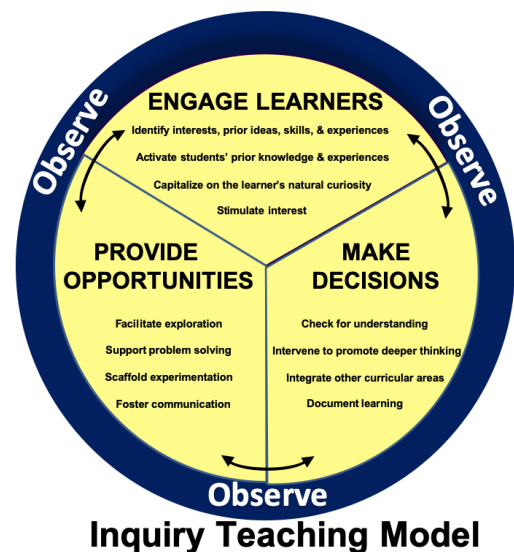 Observe
Observe
ENGAGE LEARNERS
Identify interests, prior ideas, skills, & experiences
Activate students' prior knowledge & experiences
Capitalize on the learner's natural curiosity
Stimulate interest
PROVIDE
OPPORTUNITIES
Facilitate exploration
Support problem solving
Scaffold experimentation
Foster communication
MAKE
DECISIONS
Check for understanding
Intervene to promote deeper thinking
Integrate other curricular areas
Document learning
Observe
Inquiry Teaching Model